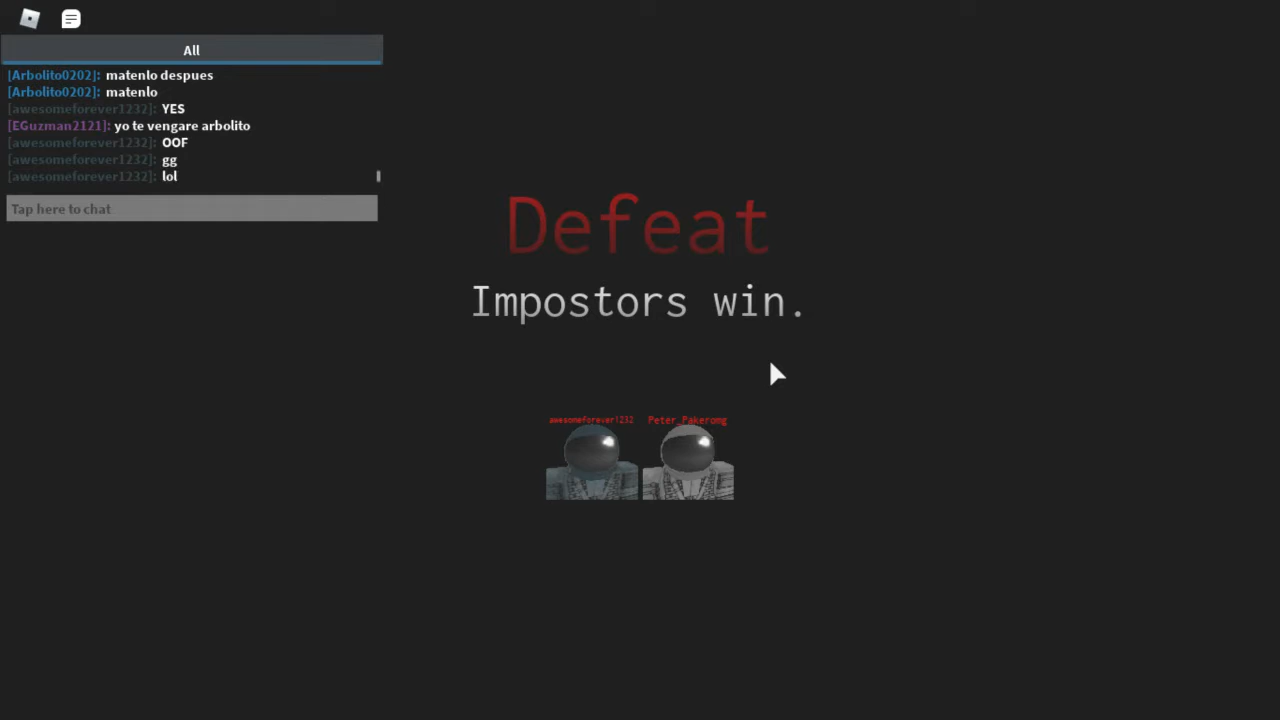 All
[Arbolito0202]: matenlo despues
[Arbolito0202]: matenlo
[awesomeforever1232]: YES
[EGuzman2121]: yo te vengare arbolito
[awesomeforever1232]: OOF
[awesomeforever1232]: gg
[awesomeforever1232]: lol
Tap here to chat
Defeat
Impostors win.
awesomeforever1232 Peter_Pakeromg